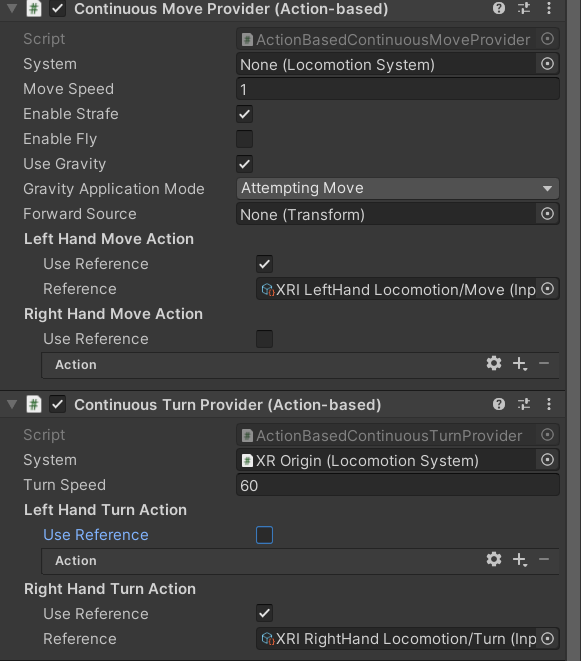 Continuous Move Provider (Action-based)
Script ActionBasedContinuousMoveProvider
System None (Locomotion System)
Move Speed 1
Enable Strafe
Enable Fly
Use Gravity
Gravity Application Mode Attempting Move
Forward Source None (Transform)
Left Hand Move Action
Use Reference
Reference XRI LeftHand Locomotion/Move (Inp
Right Hand Move Action
Use Reference
Action
Continuous Turn Provider (Action-based)
Script ActionBasedContinuousTurnProvider
System XR Origin (Locomotion System)
Turn Speed 60
Left Hand Turn Action
Use Reference
Action
Right Hand Turn Action
Use Reference
Reference XRI RightHand Locomotion/Turn (Inp